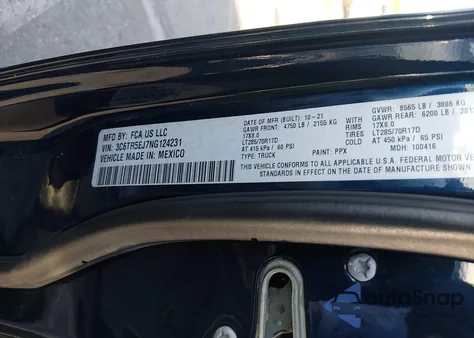 MFD BY: FCA US LLC
VIN: 3C6TR5EJ7NG124231
VEHICLE MADE IN: MEXICO
DATE OF MFR (BUILT): 10-21
GAWR FRONT: 4750 LB / 2155 KG
17X8.0
LT285/70R17D
AT 415 kPa / 60 PSI
TYPE: TRUCK
PAINT: PPX
GVWR: 8565 LB / 3885 KG
GAWR REAR: 6200 LB /
WITH 17X8.0
RIMS LT285/70R17D
TIRES
COLD AT 450 kPa / 65 PSI
MDH: 100416
THIS VEHICLE CONFORMS TO ALL APPLICABLE U.S.A. FEDERAL MOTOR
STANDARDS IN EFFECT ON THE DATE OF MANUFACTURE
AutoSnap